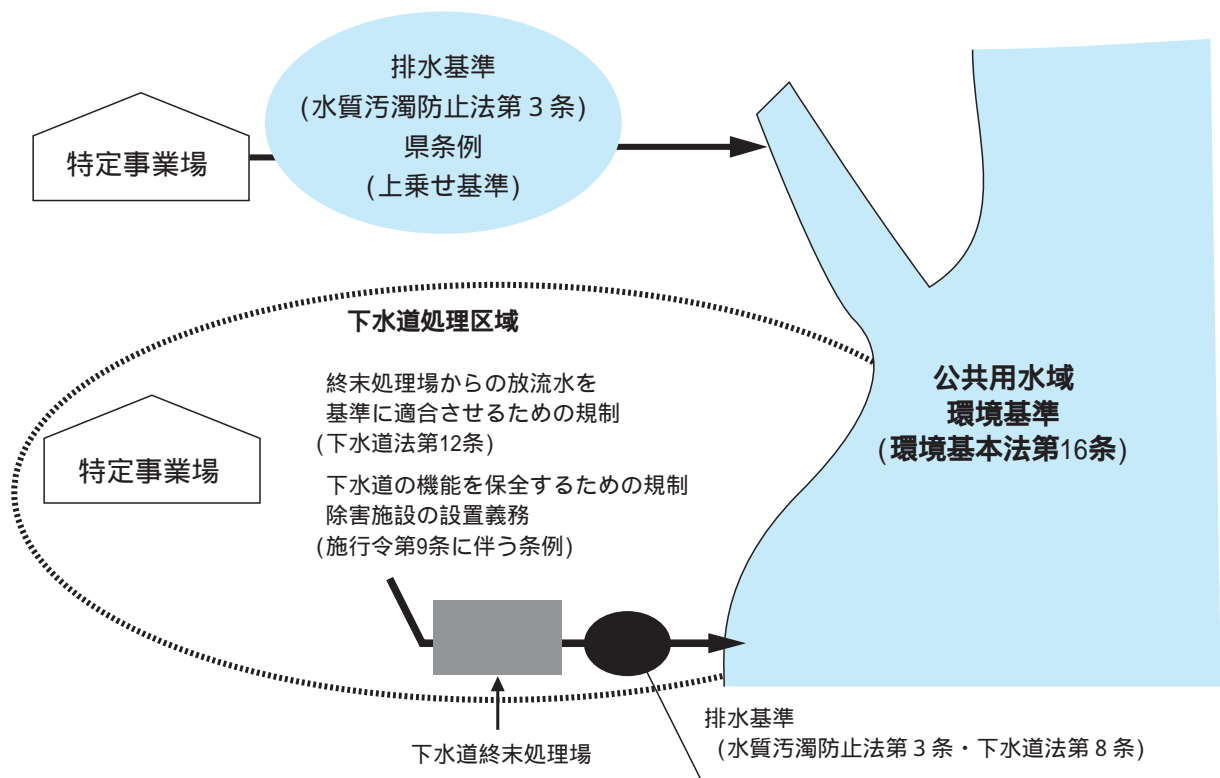 排水基準
(水質汚濁防止法第３条)
県条例
(上乗せ基準)
特定事業場
下水道処理区域
終末処理場からの放流水を
基準に適合させるための規制
(下水道法第12条)
特定事業場
下水道の機能を保全するための規制
除害施設の設置義務
(施行令第9条に伴う条例)
公共用水域
環境基準
(環境基本法第16条)
下水道終末処理場
排水基準
(水質汚濁防止法第３条・下水道法第８条)